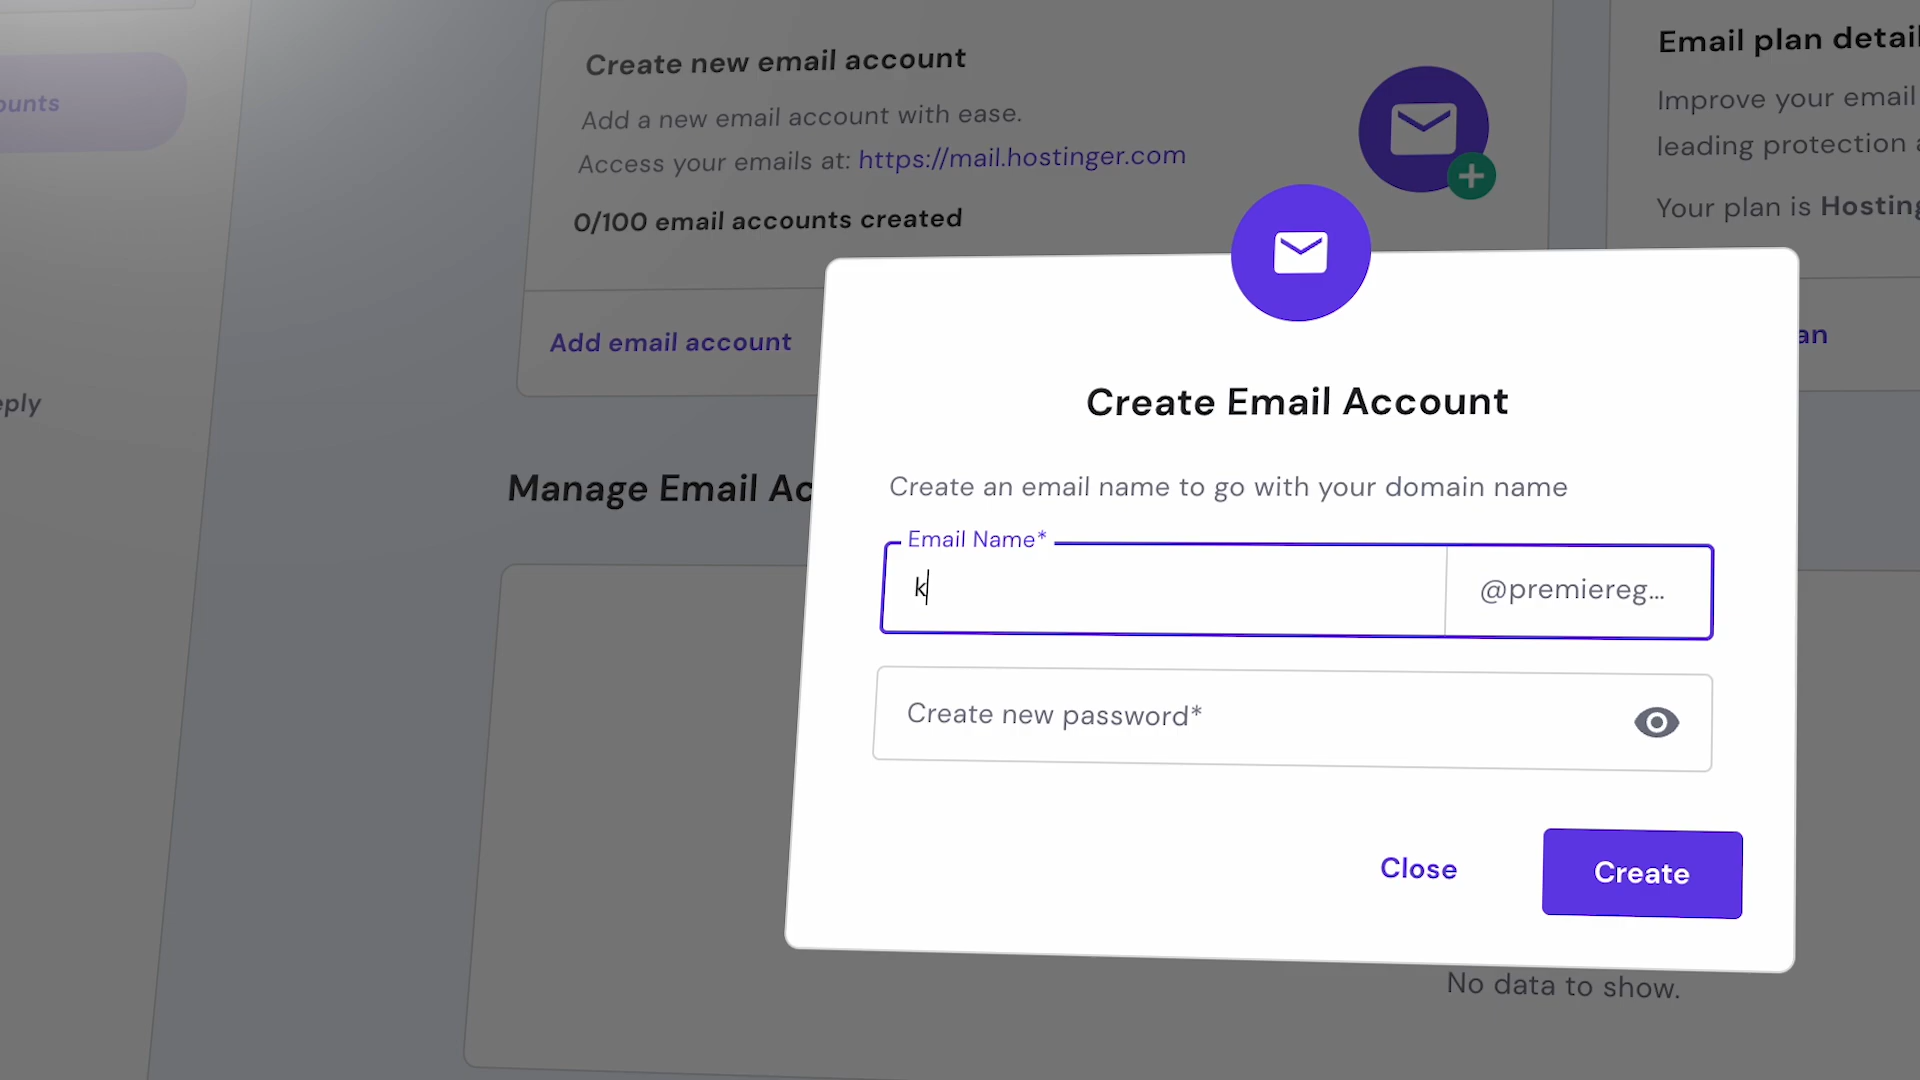 ounts
eply
Create new email account
Add a new email account with ease.
Access your emails at: https://mail.hostinger.com
0/100 email accounts created
Add email account
Email plan detail
Improve your email
leading protection
Your plan is Hosting
an
Manage Email Ac
Create Email Account
Create an email name to go with your domain name
Email Name*
k
@premiereg...
Create new password*
Close
Create
No data to show.